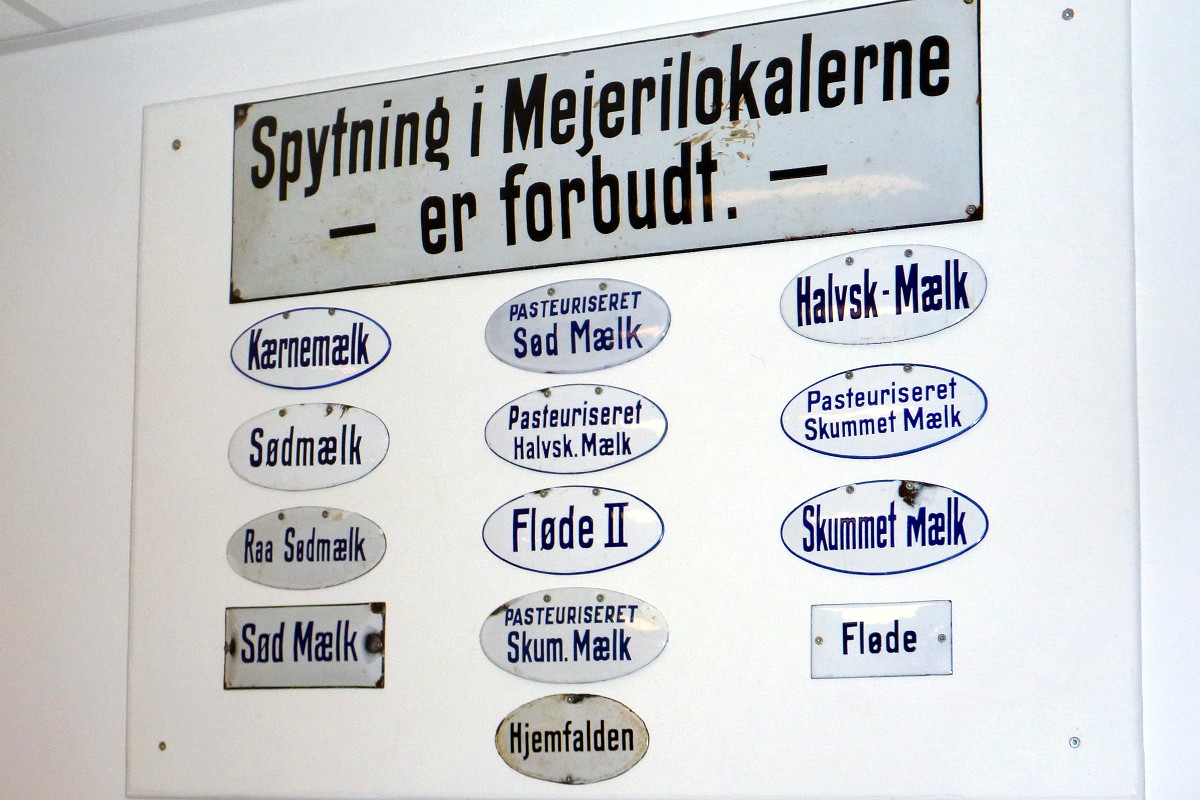 Spytning i Mejerilokalerne
— er forbudt. —
Kærnemælk
Sødmælk
Raa Sødmælk
Sød Mælk
PASTEURISERET
Sød Mælk
Pasteuriseret
Halvsk. Mælk
Fløde II
PASTEURISERET
Skum. Mælk
Hjemfalden
Halvsk-Mælk
Pasteuriseret
Skummet Mælk
Skummet Mælk
Fløde